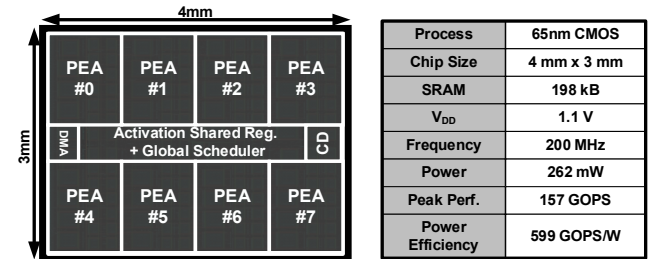 4mm
3mm
PEA #0
PEA #1
PEA #2
PEA #3
DMA
Activation Shared Reg.
+ Global Scheduler
CD
PEA #4
PEA #5
PEA #6
PEA #7
Process 65nm CMOS
Chip Size 4 mm x 3 mm
SRAM 198 kB
VDD 1.1 V
Frequency 200 MHz
Power 262 mW
Peak Perf. 157 GOPS
Power Efficiency 599 GOPS/W